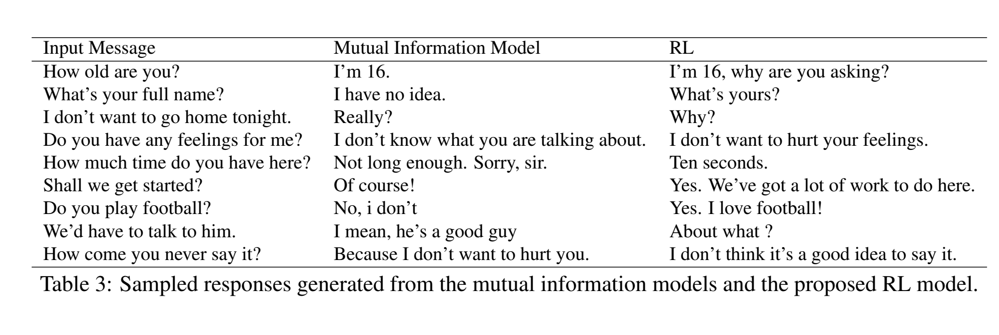 Input Message Mutual Information Model RL
How old are you? I'm 16. I'm 16, why are you asking?
What's your full name? I have no idea. What's yours?
I don't want to go home tonight. Really? Why?
Do you have any feelings for me? I don't know what you are talking about. I don't want to hurt your feelings.
How much time do you have here? Not long enough. Sorry, sir. Ten seconds.
Shall we get started? Of course! Yes. We've got a lot of work to do here.
Do you play football? No, i don't Yes. I love football!
We'd have to talk to him. I mean, he's a good guy About what ?
How come you never say it? Because I don't want to hurt you. I don't think it's a good idea to say it.
Table 3: Sampled responses generated from the mutual information models and the proposed RL model.